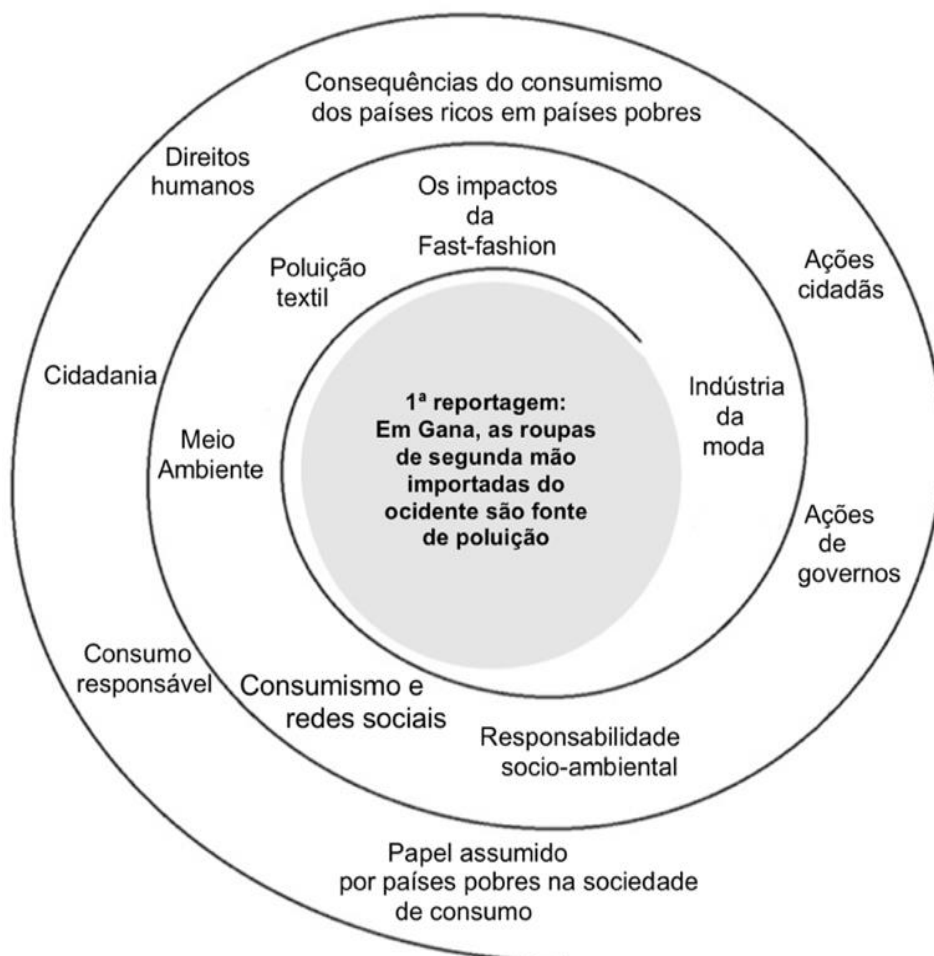 Consequências do consumismo
dos países ricos em países pobres
Direitos
humanos
Os impactos
da
Fast-fashion
Poluição
textil
Ações
cidadãs
Cidadania
Meio
Ambiente
1ª reportagem:
Em Gana, as roupas
de segunda mão
importadas do
ocidente são fonte
de poluição
Indústria
da
moda
Ações
de
governos
Consumo
responsável
Consumismo e
redes sociais
Responsabilidade
socio-ambiental
Papel assumido
por países pobres na sociedade
de consumo